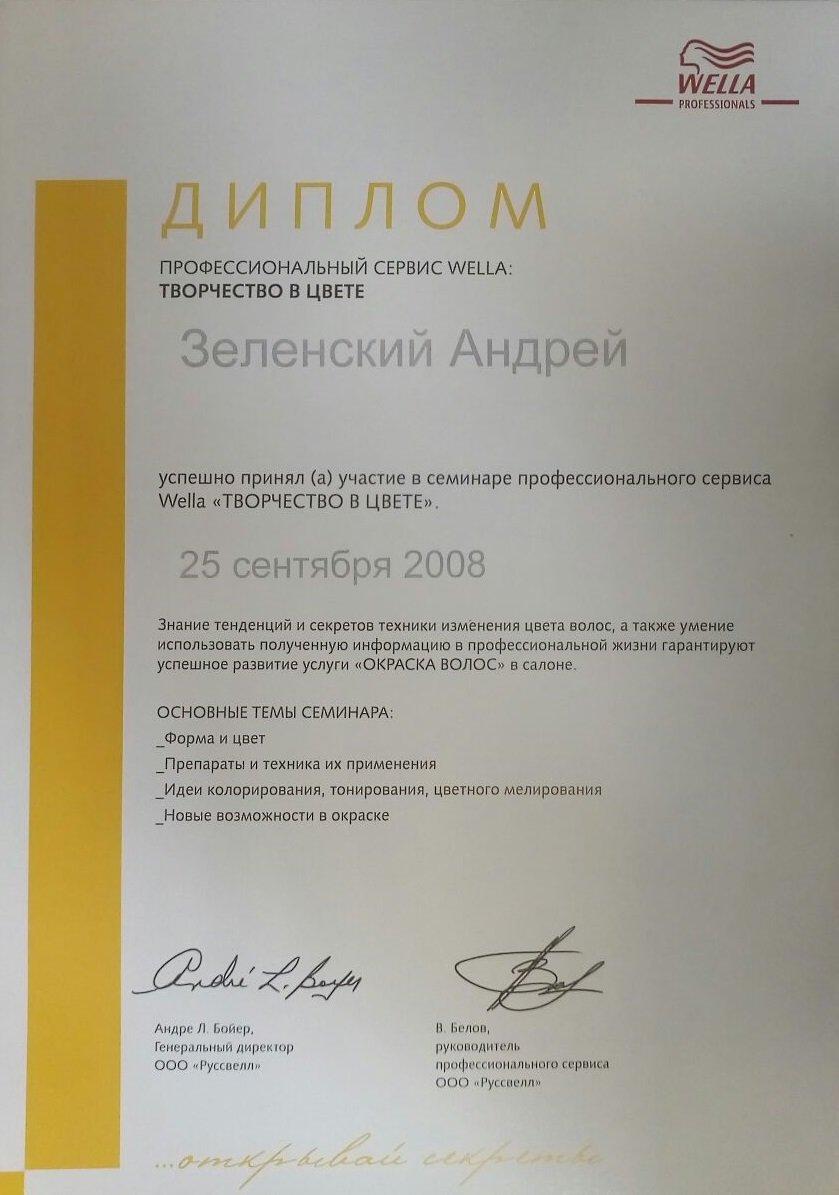 WELLA
PROFESSIONALS
ДИПЛОМ
ПРОФЕССИОНАЛЬНЫЙ СЕРВИС WELLA:
ТВОРЧЕСТВО В ЦВЕТЕ
Зеленский Андрей
успешно принял (а) участие в семинаре профессионального сервиса
Wella «ТВОРЧЕСТВО В ЦВЕТЕ».
25 сентября 2008
Знание тенденций и секретов техники изменения цвета волос, а также умение
использовать полученную информацию в профессиональной жизни гарантируют
успешное развитие услуги «ОКРАСКА ВОЛОС» в салоне.
ОСНОВНЫЕ ТЕМЫ СЕМИНАРА:
_Форма и цвет
_Препараты и техника их применения
_Идеи колорирования, тонирования, цветного мелирования
_Новые возможности в окраске
André L. Boyer
Андре Л. Бойер,
Генеральный директор
ООО «Руссвелл»
В. Белов,
руководитель
профессионального сервиса
ООО «Руссвелл»
...открывай секреты